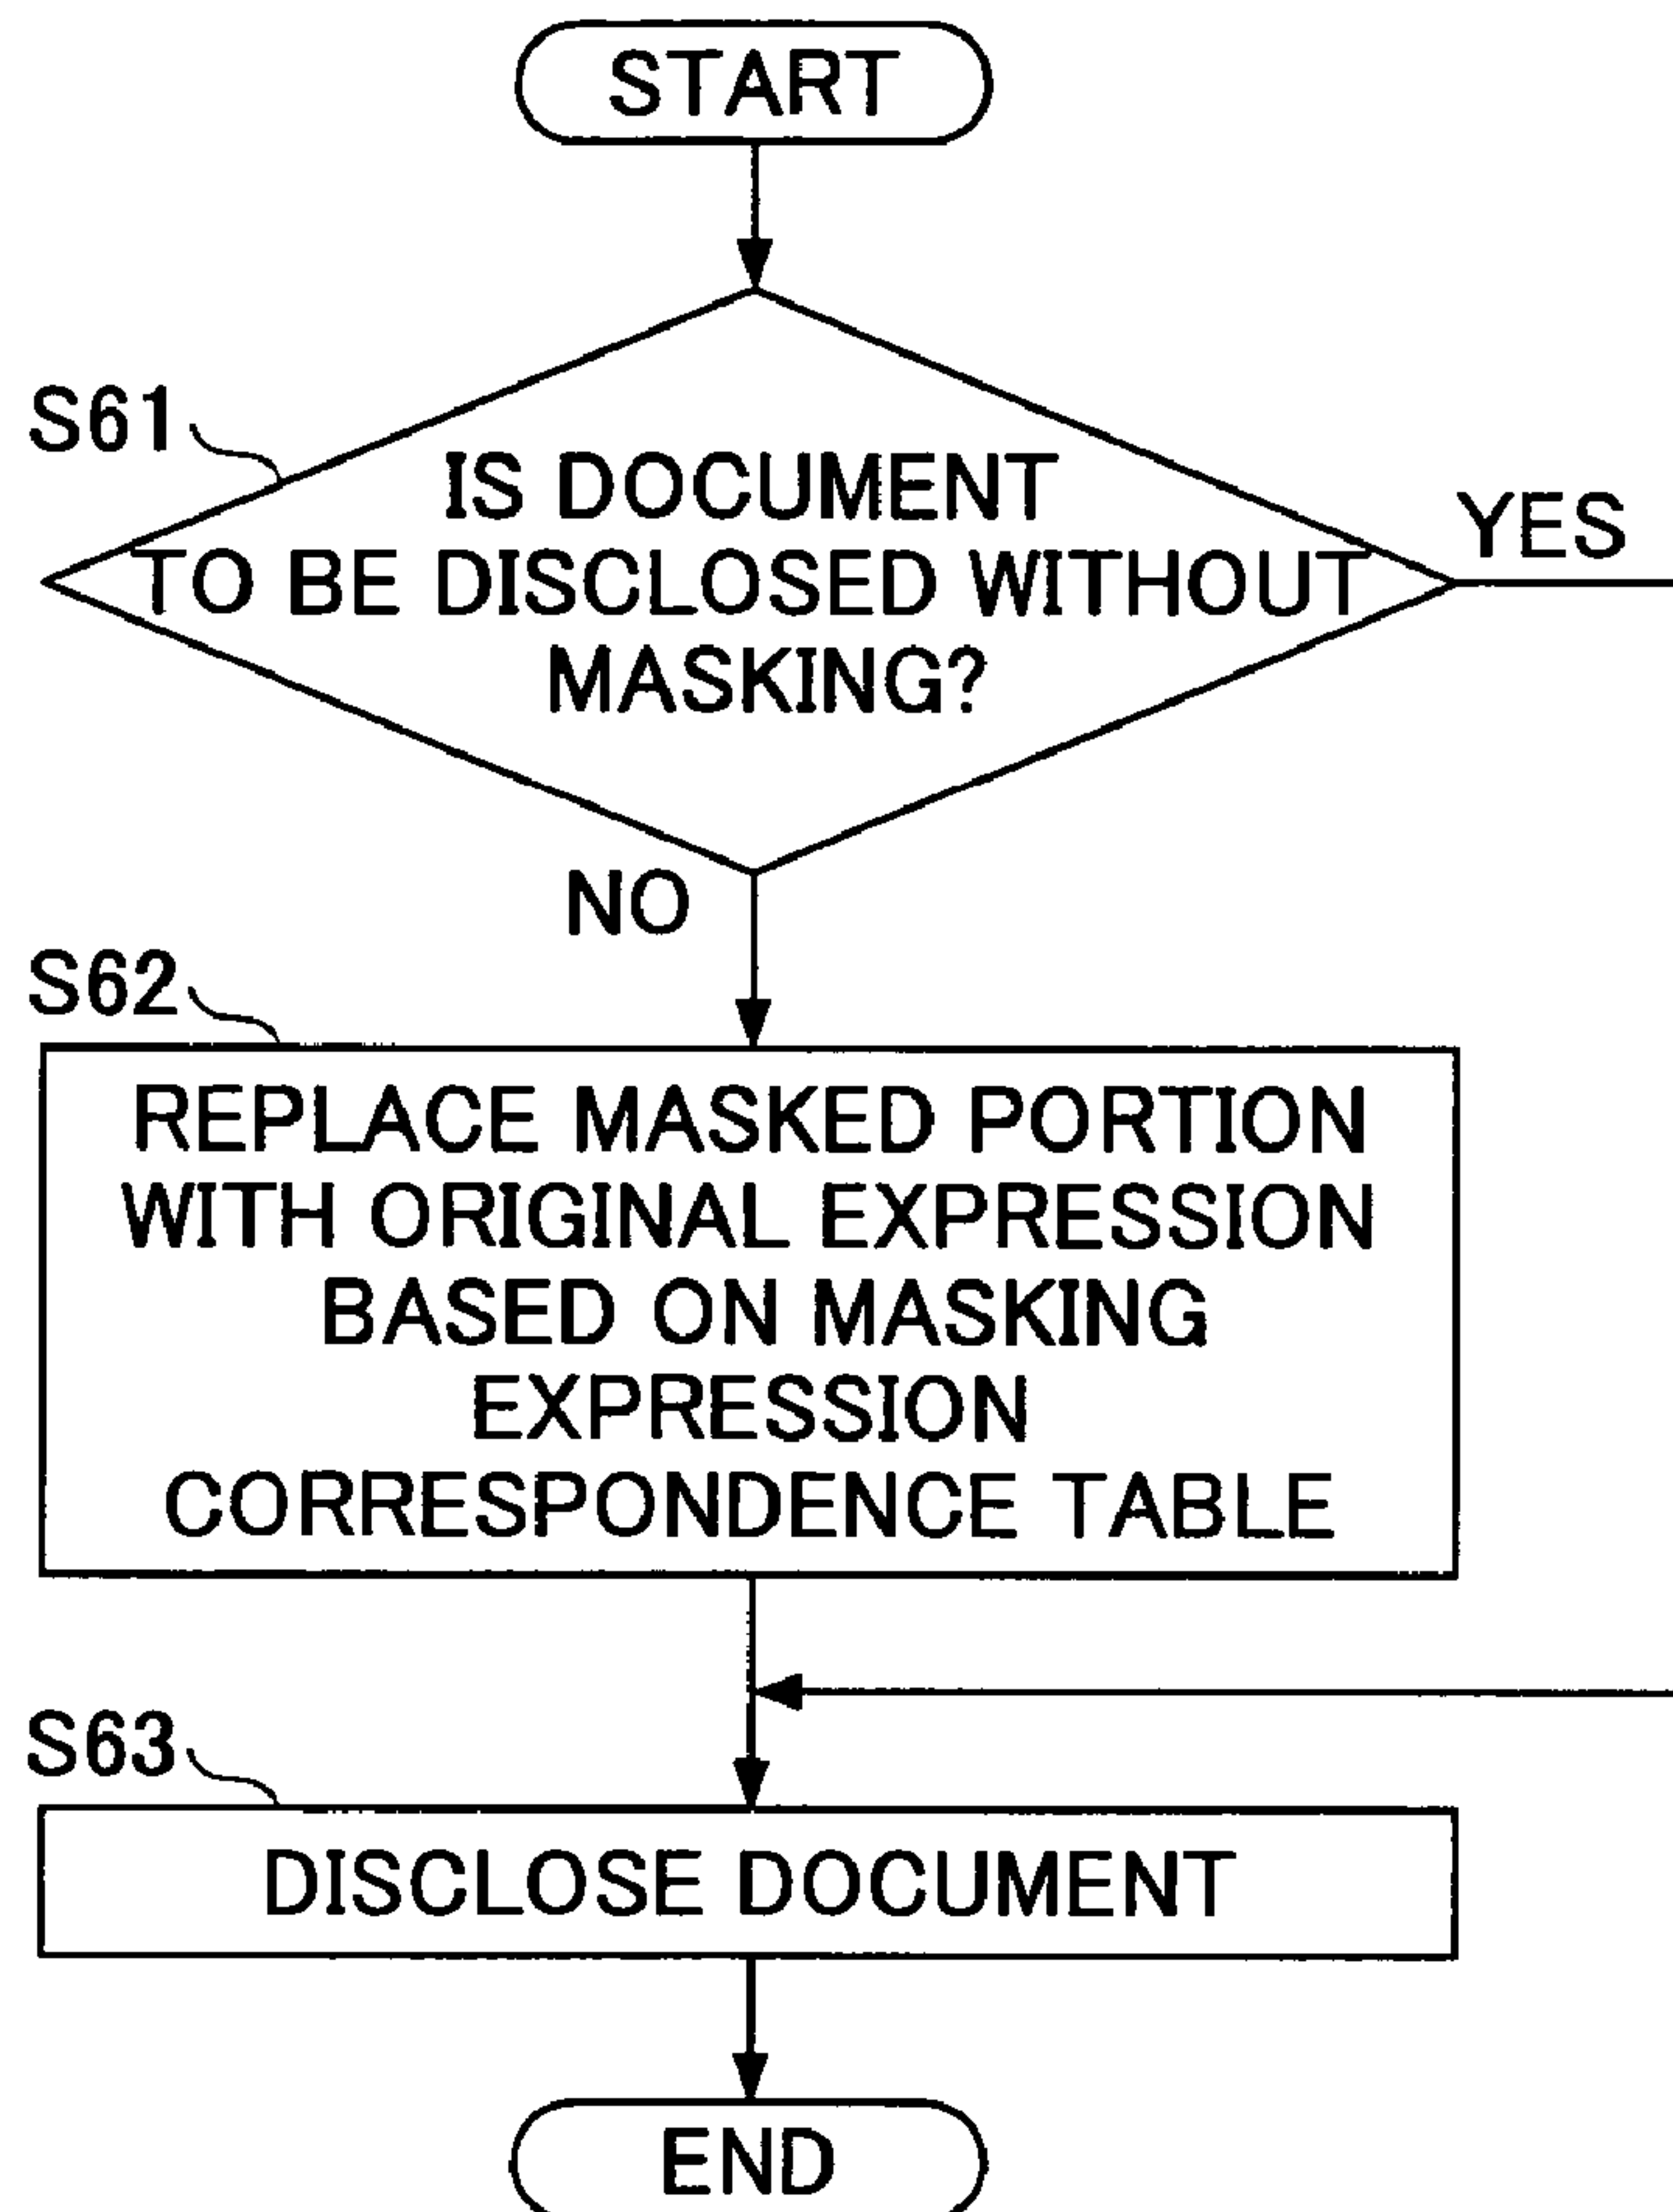 START
S61
IS DOCUMENT
TO BE DISCLOSED WITHOUT
MASKING?
YES
NO
S62
REPLACE MASKED PORTION
WITH ORIGINAL EXPRESSION
BASED ON MASKING
EXPRESSION
CORRESPONDENCE TABLE
S63
DISCLOSE DOCUMENT
END